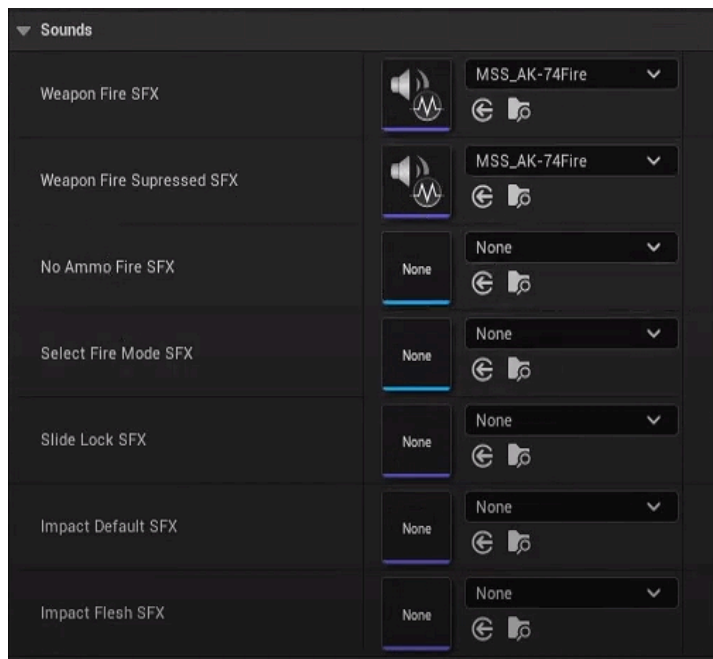 Sounds
Weapon Fire SFX
MSS_AK-74Fire
Weapon Fire Supressed SFX
MSS_AK-74Fire
No Ammo Fire SFX
None
None
Select Fire Mode SFX
None
None
Slide Lock SFX
None
None
Impact Default SFX
None
None
Impact Flesh SFX
None
None